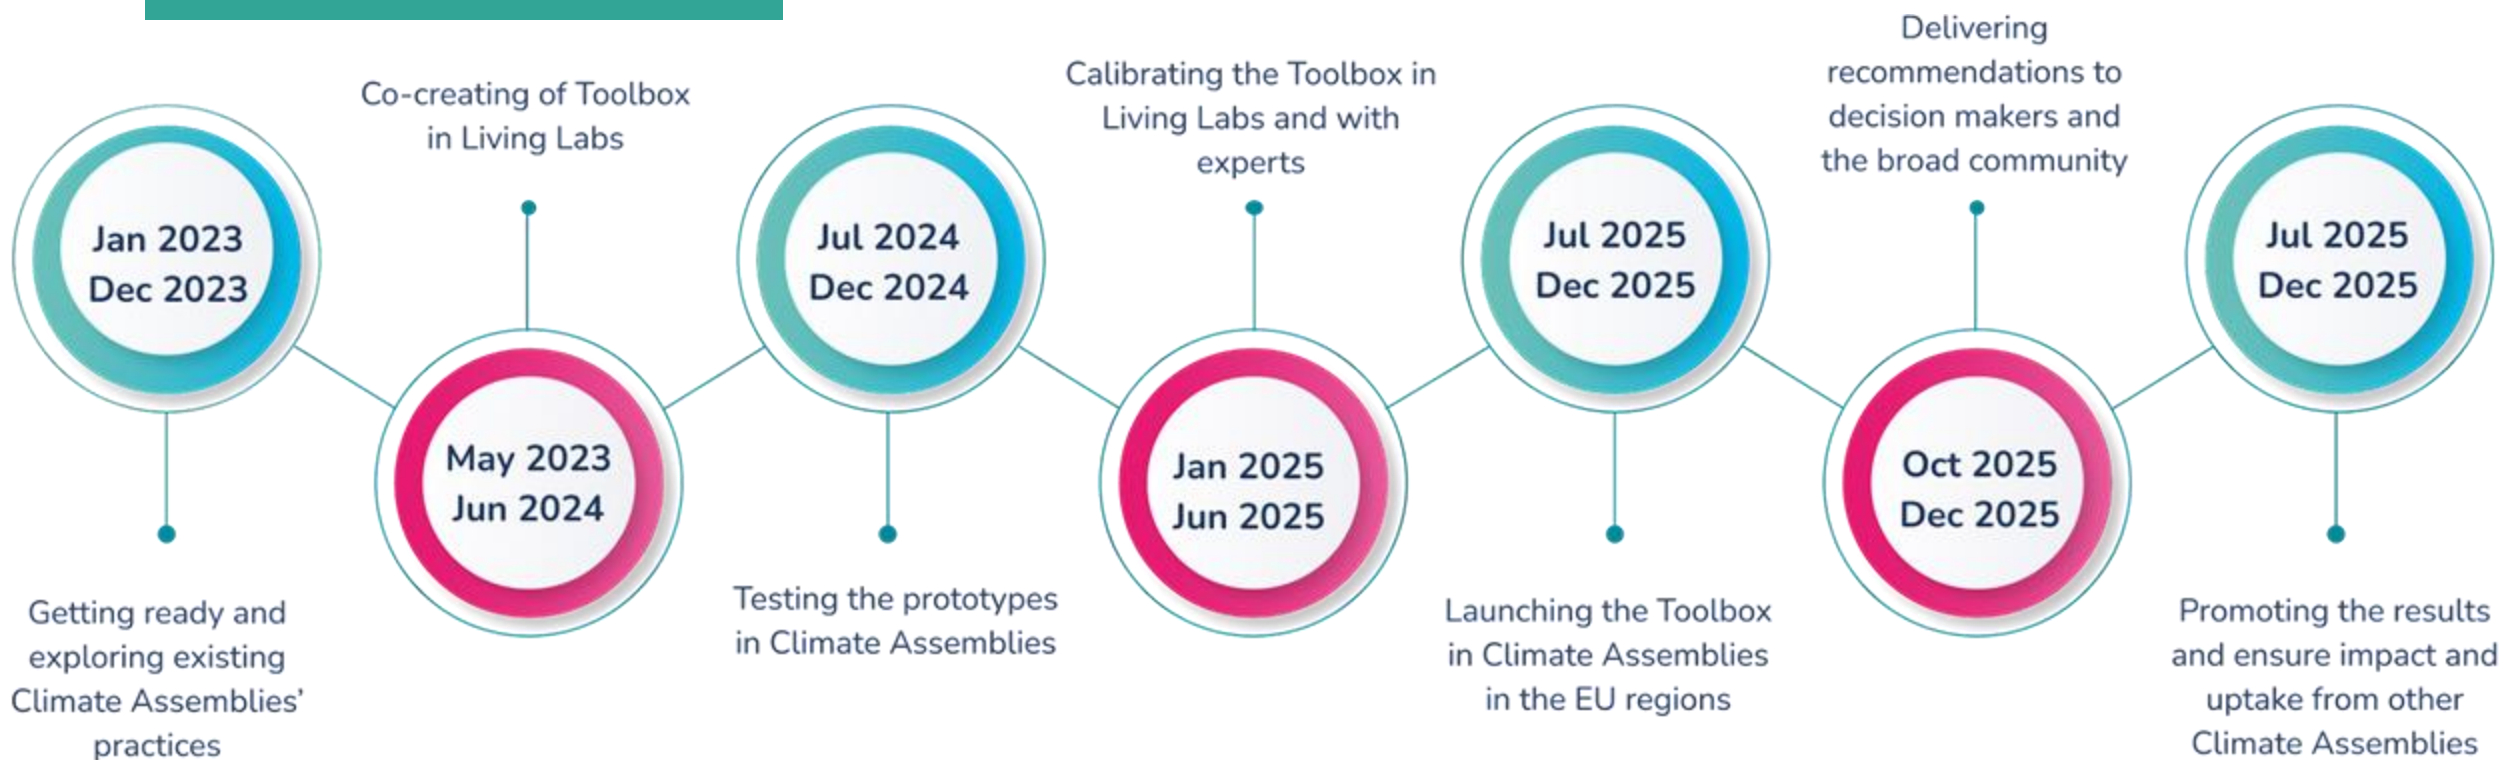 Jan 2023
Dec 2023
Getting ready and
exploring existing
Climate Assemblies’
practices
Co-creating of Toolbox
in Living Labs
May 2023
Jun 2024
Jul 2024
Dec 2024
Testing the prototypes
in Climate Assemblies
Calibrating the Toolbox in
Living Labs and with
experts
Jan 2025
Jun 2025
Jul 2025
Dec 2025
Launching the Toolbox
in Climate Assemblies
in the EU regions
Delivering
recommendations to
decision makers and
the broad community
Oct 2025
Dec 2025
Jul 2025
Dec 2025
Promoting the results
and ensure impact and
uptake from other
Climate Assemblies